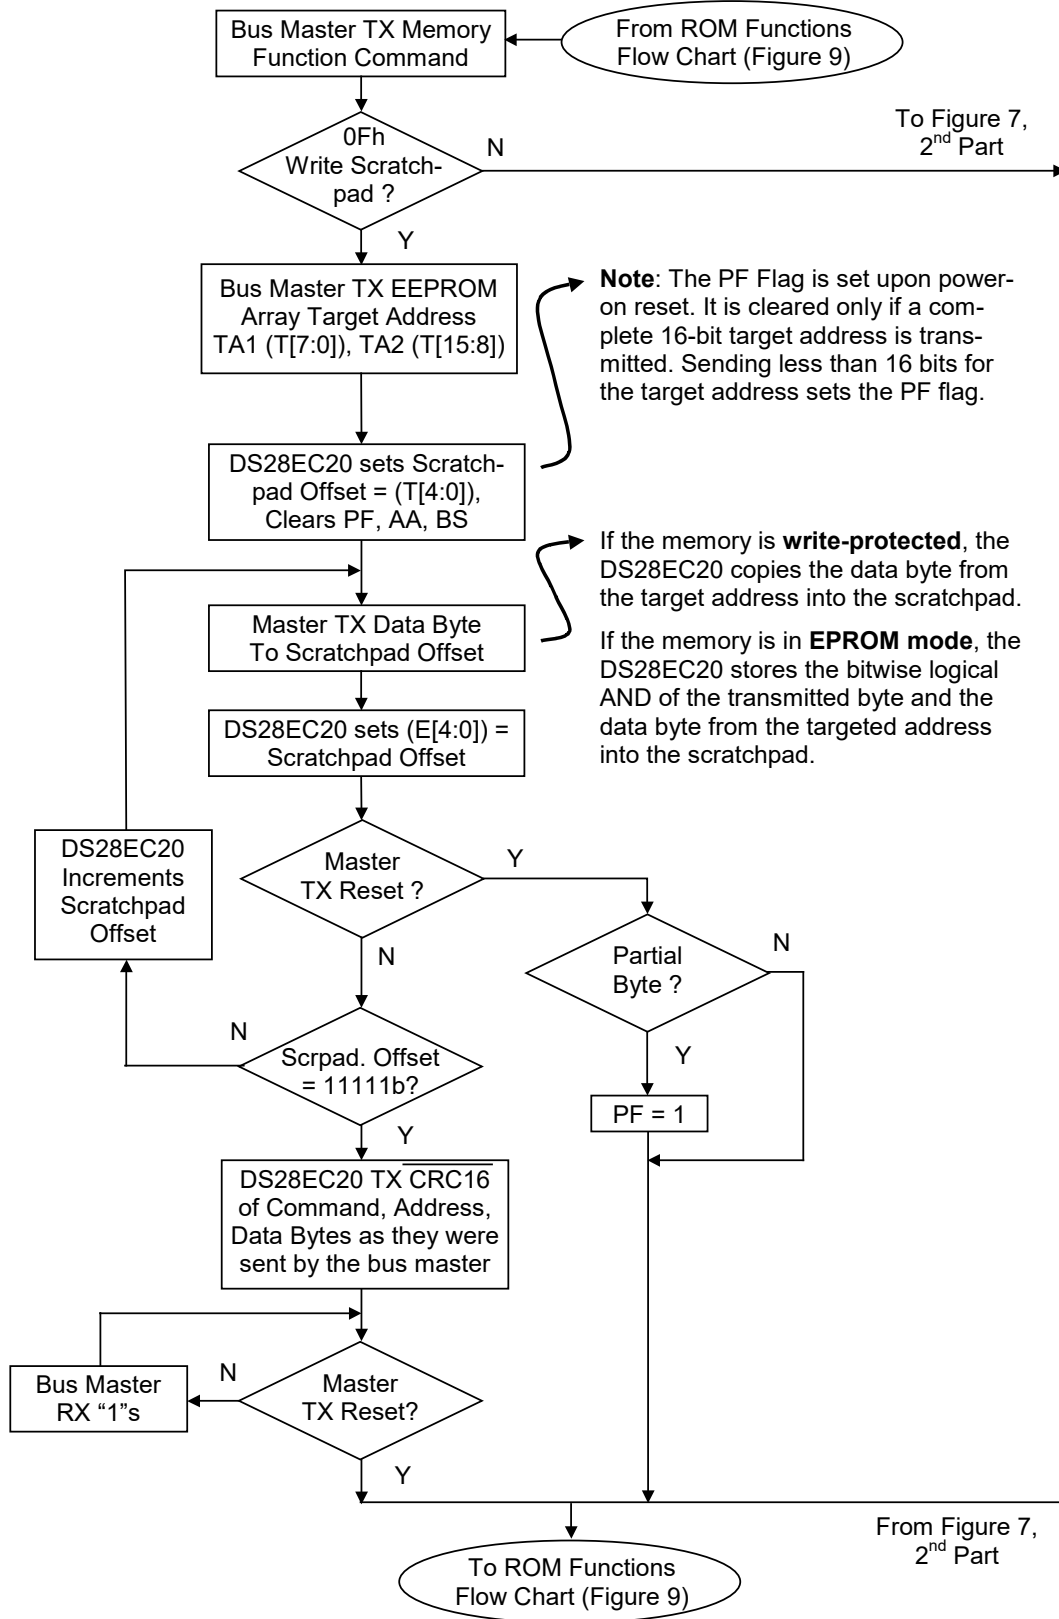 Bus Master TX Memory
Function Command
From ROM Functions
Flow Chart (Figure 9)
To Figure 7,
2nd Part
0Fh
Write Scratch-
pad ?
N
Y
Bus Master TX EEPROM
Array Target Address
TA1 (T[7:0]), TA2 (T[15:8])
Note: The PF Flag is set upon power-
on reset. It is cleared only if a com-
plete 16-bit target address is trans-
mitted. Sending less than 16 bits for
the target address sets the PF flag.
DS28EC20 sets Scratch-
pad Offset = (T[4:0]),
Clears PF, AA, BS
If the memory is write-protected, the
DS28EC20 copies the data byte from
the target address into the scratchpad.
If the memory is in EPROM mode, the
DS28EC20 stores the bitwise logical
AND of the transmitted byte and the
data byte from the targeted address
into the scratchpad.
Master TX Data Byte
To Scratchpad Offset
DS28EC20 sets (E[4:0]) =
Scratchpad Offset
DS28EC20
Increments
Scratchpad
Offset
Master
TX Reset ?
Y
N
Partial
Byte ?
N
Y
PF = 1
Scrpad. Offset
= 11111b?
N
Y
DS28EC20 TX CRC16
of Command, Address,
Data Bytes as they were
sent by the bus master
Bus Master
RX “1”s
N
Master
TX Reset?
Y
From Figure 7,
2nd Part
To ROM Functions
Flow Chart (Figure 9)